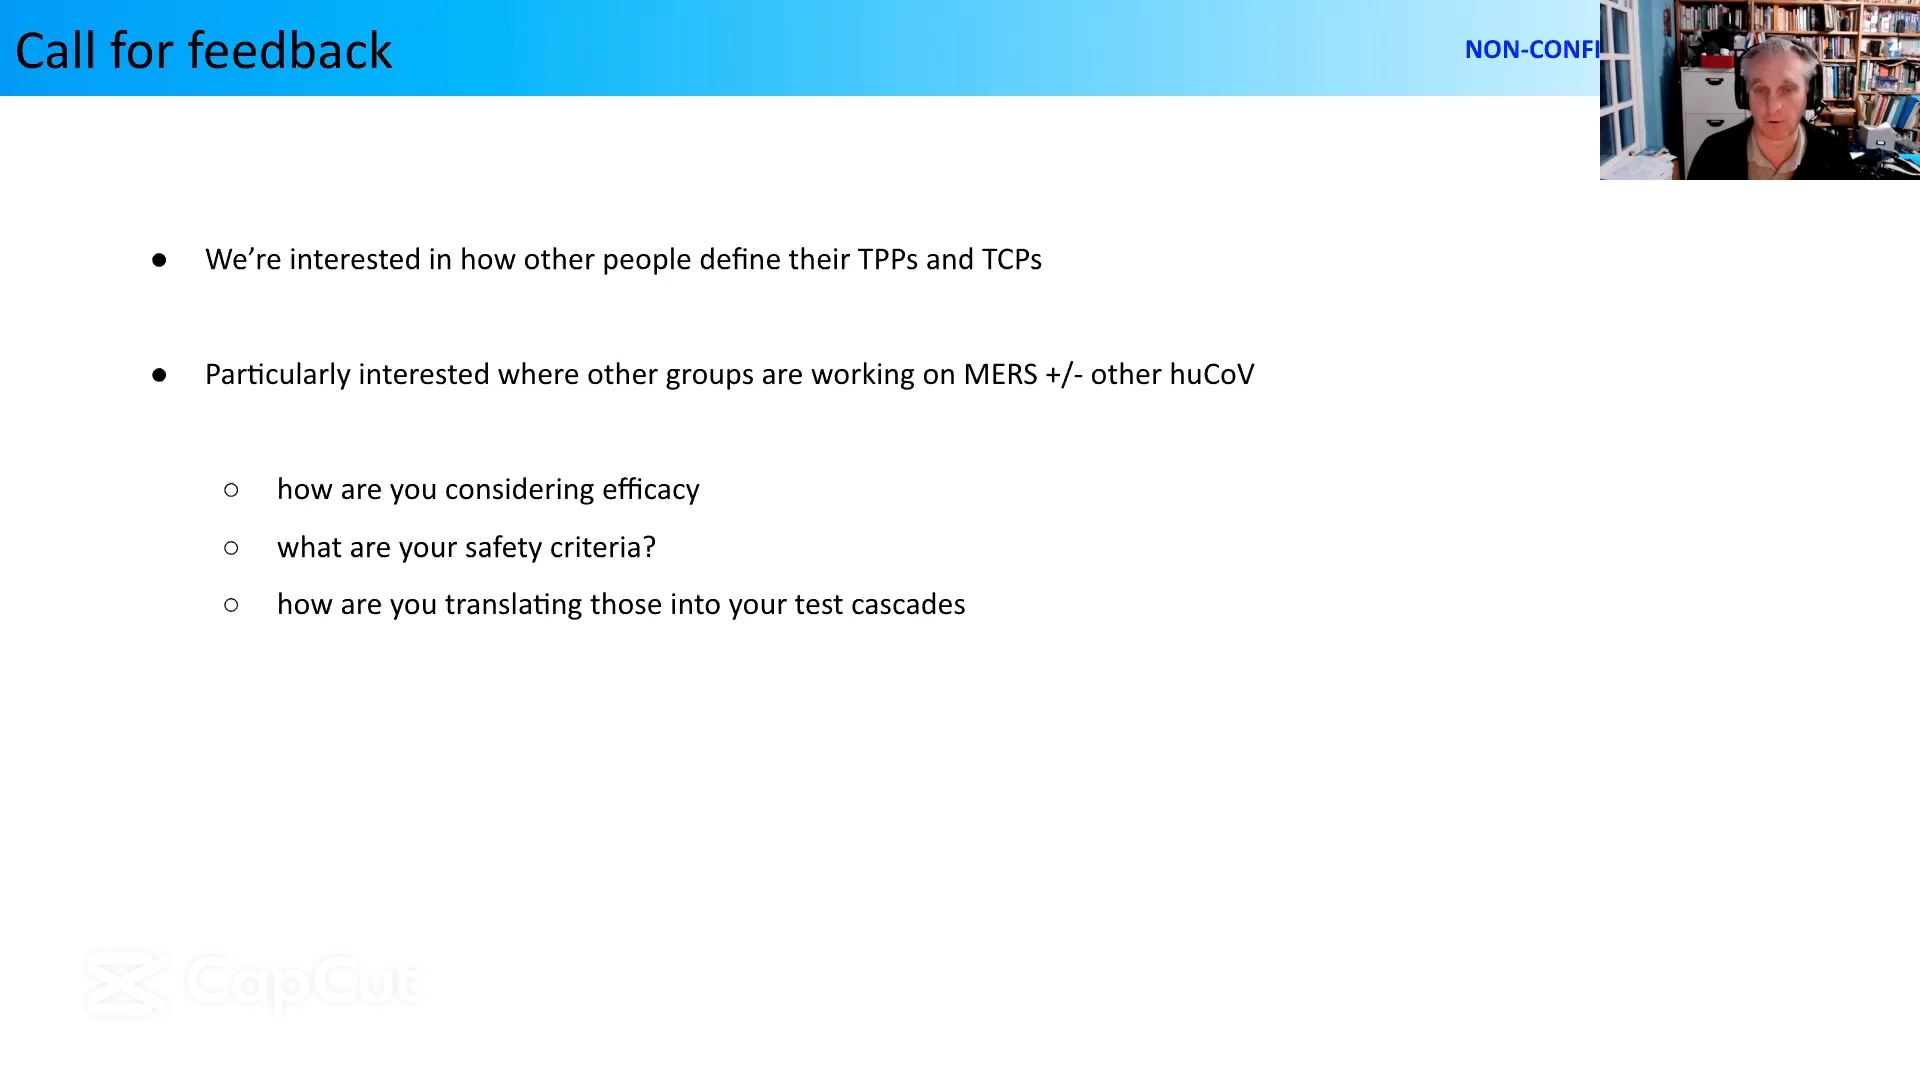 Call for feedback
NON-CONFI
● We’re interested in how other people define their TPPs and TCPs
● Particularly interested where other groups are working on MERS +/- other huCoV
○ how are you considering efficacy
○ what are your safety criteria?
○ how are you translating those into your test cascades
CapCut